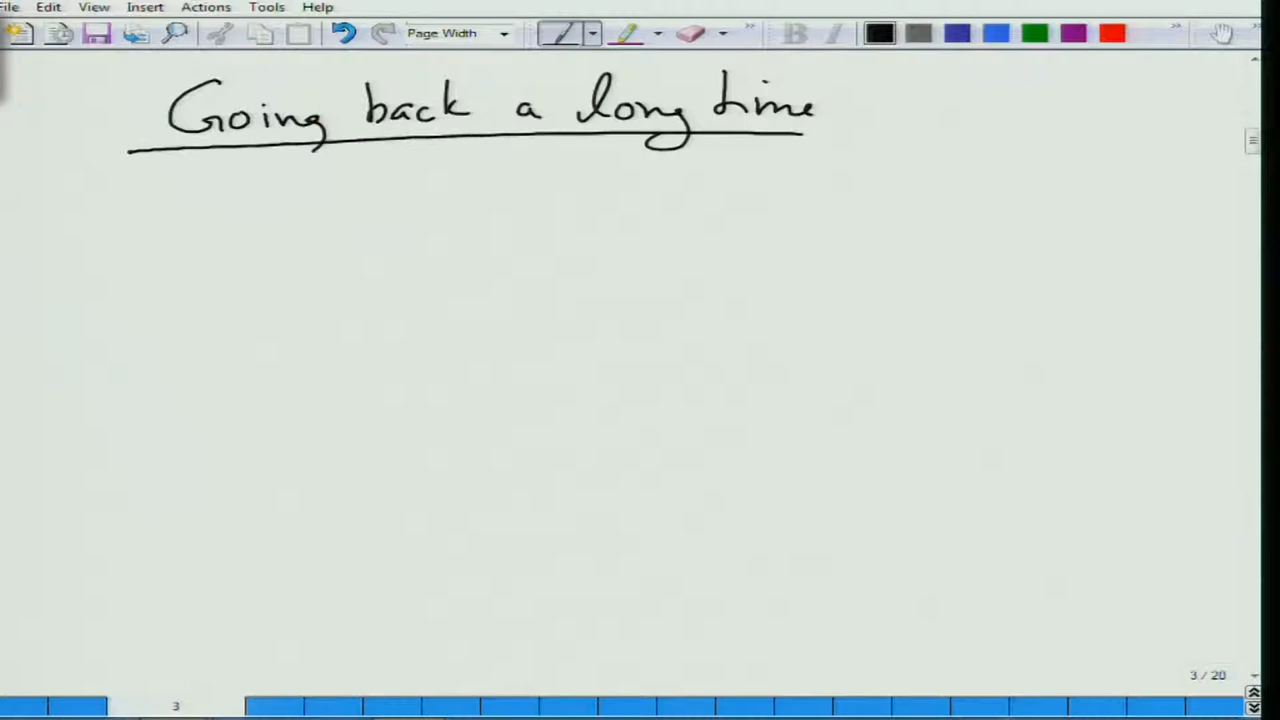 File Edit View Insert Actions Tools Help
Page Width
B I
Going back a long time
3 / 20
3